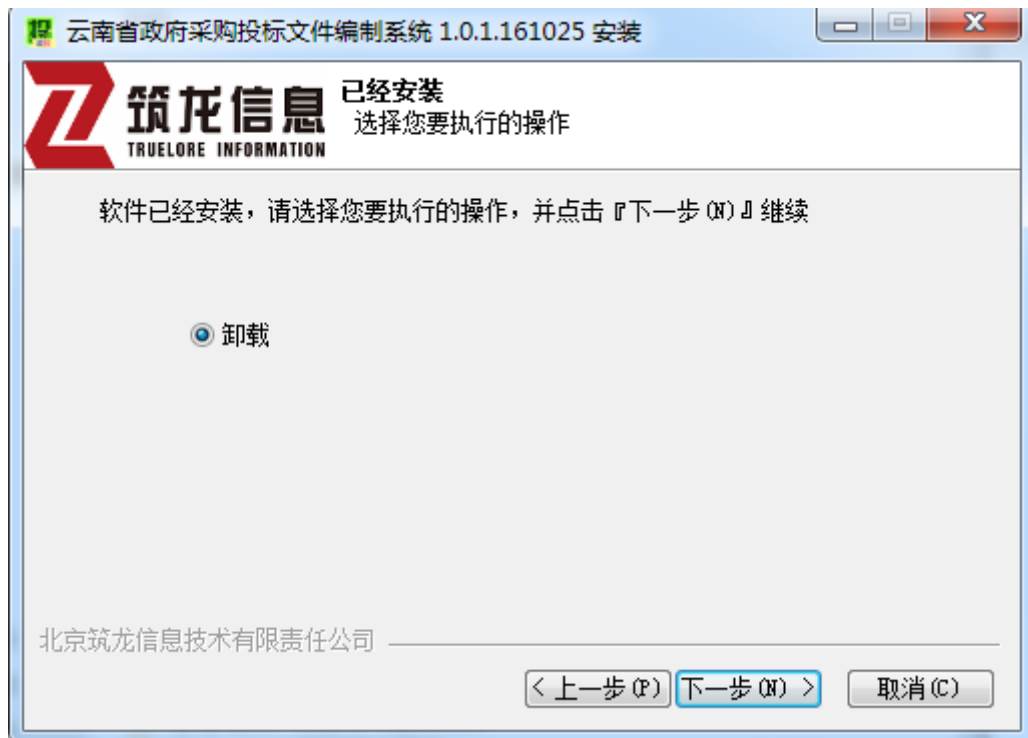 云南省政府采购投标文件编制系统 1.0.1.161025 安装
筑龙信息
TRUELORE INFORMATION
已经安装
选择您要执行的操作
软件已经安装，请选择您要执行的操作，并点击『下一步(N)』继续
卸载
北京筑龙信息技术有限责任公司
< 上一步(P) 下一步(N) > 取消(C)